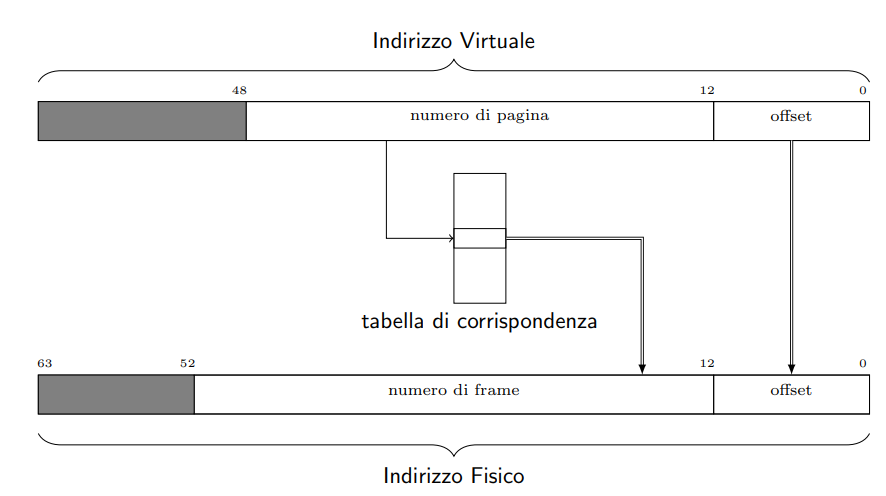 Indirizzo Virtuale
48 12 0
numero di pagina offset
tabella di corrispondenza
63 52 12 0
numero di frame offset
Indirizzo Fisico